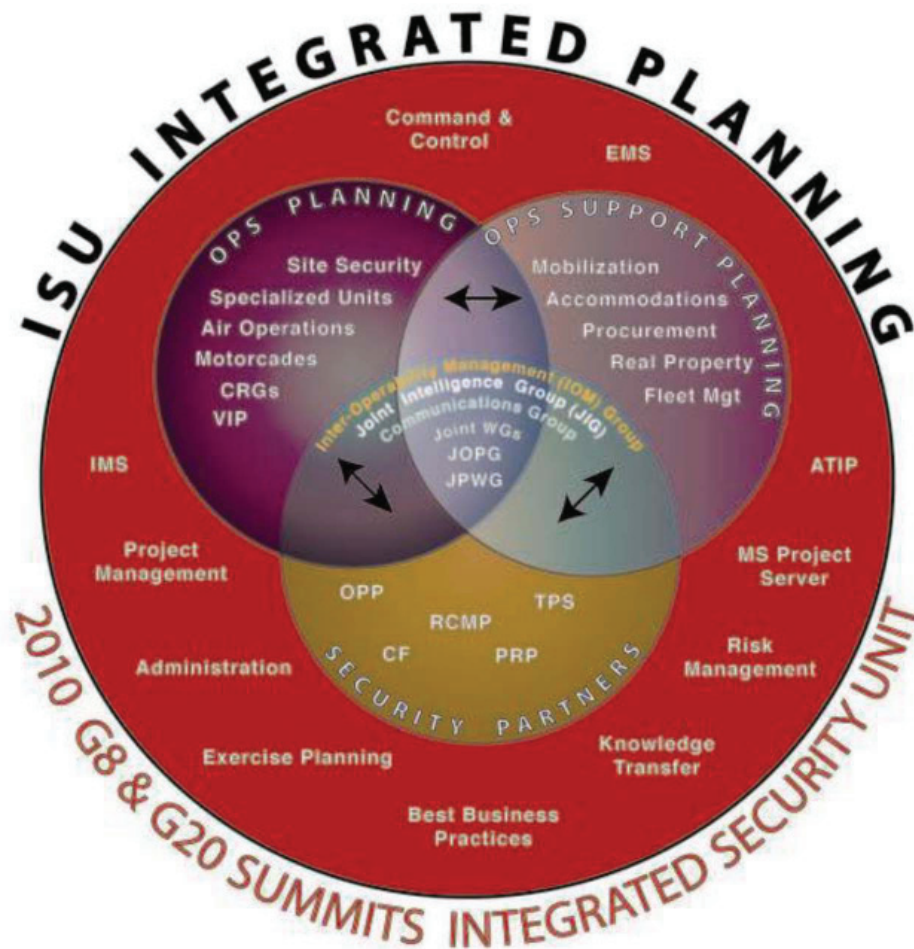 ISU INTEGRATED PLANNING
Command &
Control
EMS
OPS PLANNING
Site Security
Specialized Units
Air Operations
Motorcades
CRGs
VIP
OPS SUPPORT PLANNING
Mobilization
Accommodations
Procurement
Real Property
Fleet Mgt
Inter-Operability Management (IOM) Group
Joint Intelligence Group (JIG)
Communications Group
Joint WGs
JOPG
JPWG
IMS
ATIP
Project
Management
MS Project
Server
OPP
TPS
RCMP
CF
PRP
SECURITY PARTNERS
Administration
Risk
Management
Exercise Planning
Knowledge
Transfer
Best Business
Practices
2010 G8 & G20 SUMMITS INTEGRATED SECURITY UNIT